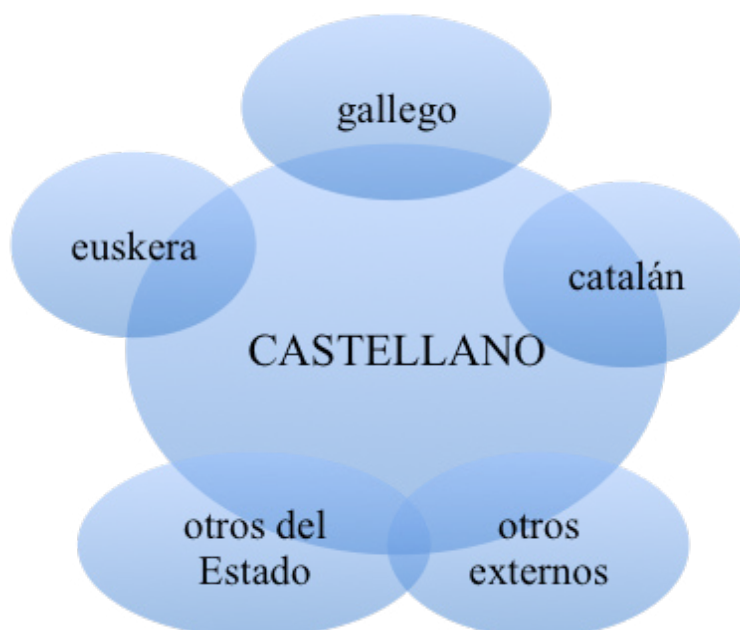 gallego
euskera
catalán
CASTELLANO
otros del
Estado
otros
externos